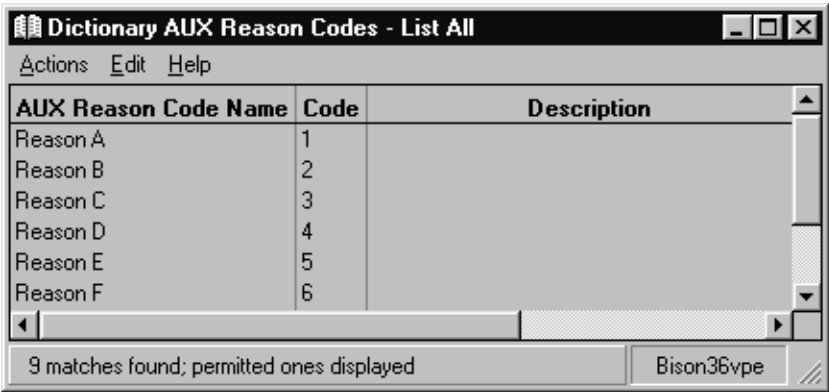 Dictionary AUX Reason Codes - List All
Actions Edit Help
AUX Reason Code Name Code Description
Reason A 1
Reason B 2
Reason C 3
Reason D 4
Reason E 5
Reason F 6
9 matches found; permitted ones displayed Bison36vpe